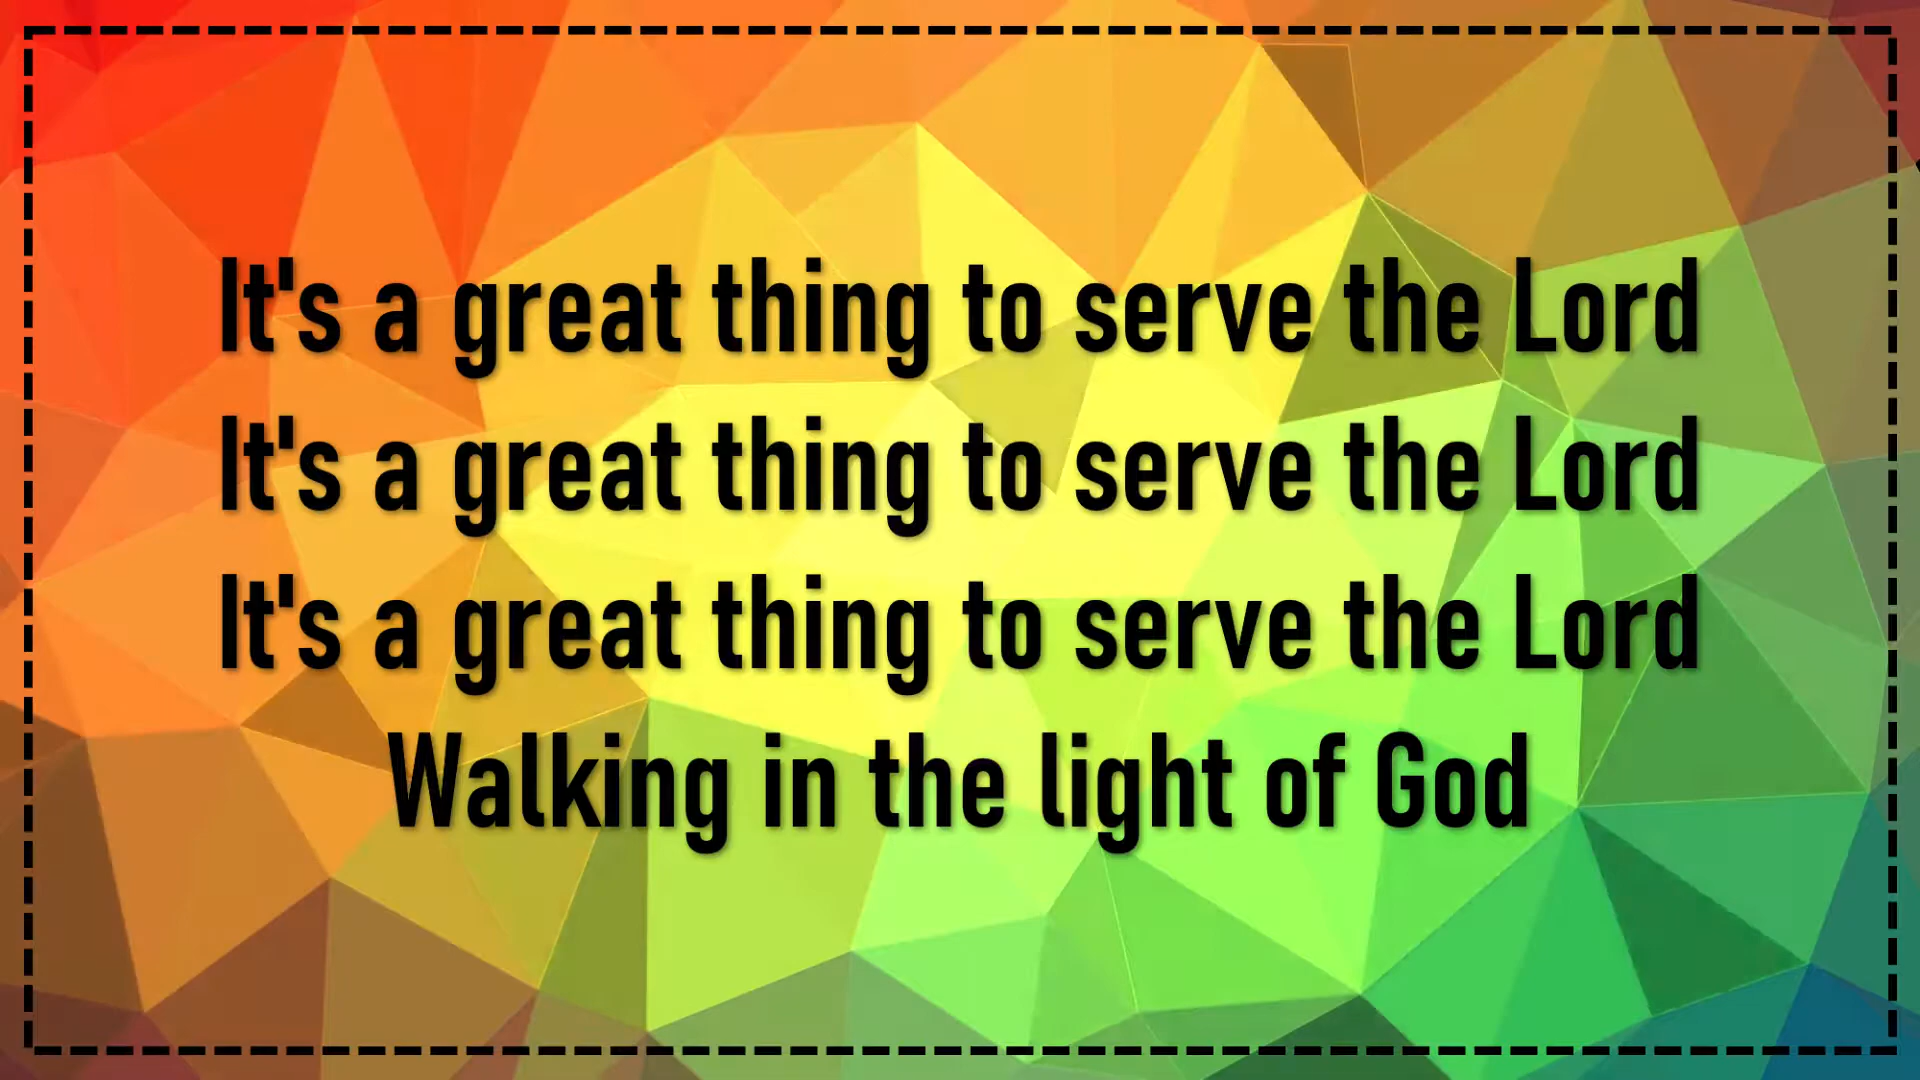 It's a great thing to serve the Lord
It's a great thing to serve the Lord
It's a great thing to serve the Lord
Walking in the light of God